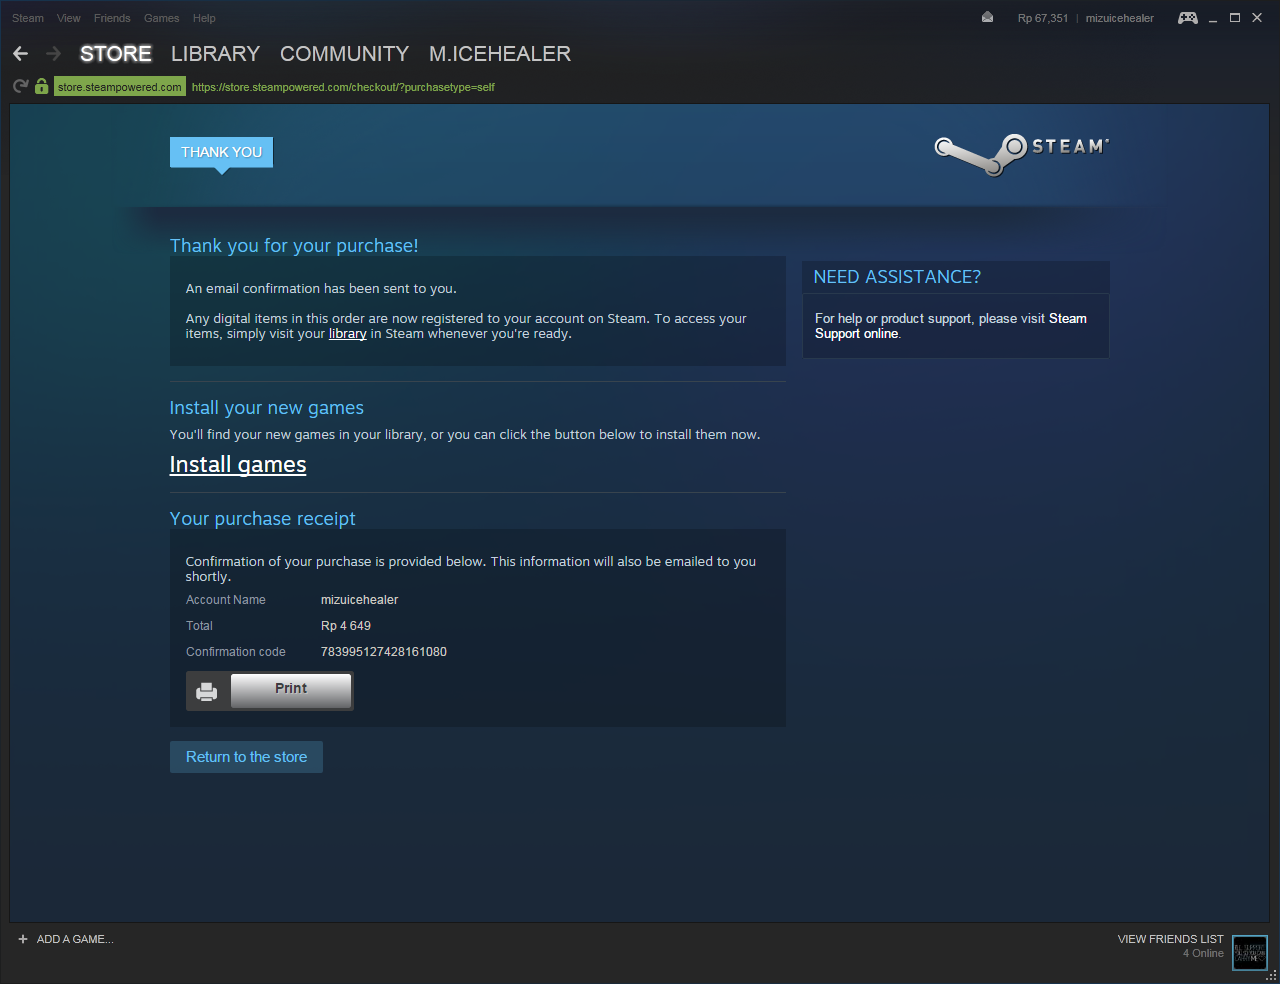 Steam View Friends Games Help
Rp 67,351 | mizuicehealer
STORE LIBRARY COMMUNITY M.ICEHEALER
store.steampowered.com https://store.steampowered.com/checkout/?purchasetype=self
THANK YOU
STEAM
Thank you for your purchase!
An email confirmation has been sent to you.
Any digital items in this order are now registered to your account on Steam. To access your
items, simply visit your library in Steam whenever you're ready.
NEED ASSISTANCE?
For help or product support, please visit Steam
Support online.
Install your new games
You'll find your new games in your library, or you can click the button below to install them now.
Install games
Your purchase receipt
Confirmation of your purchase is provided below. This information will also be emailed to you
shortly.
Account Name mizuicehealer
Total Rp 4 649
Confirmation code 783995127428161080
Print
Return to the store
+ ADD A GAME...
VIEW FRIENDS LIST
4 Online